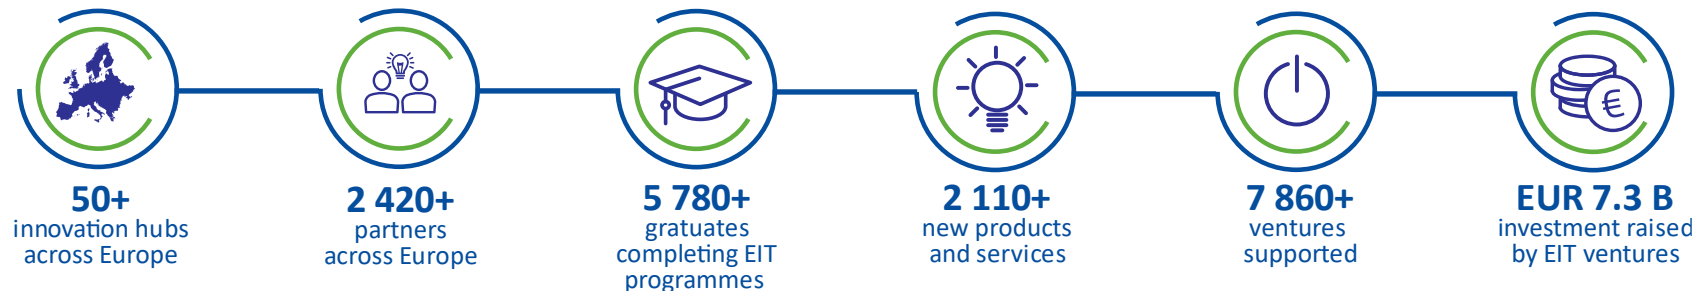 50+
innovation hubs
across Europe
2 420+
partners
across Europe
5 780+
gratuates
completing EIT
programmes
2 110+
new products
and services
7 860+
ventures
supported
€
EUR 7.3 B
investment raised
by EIT ventures